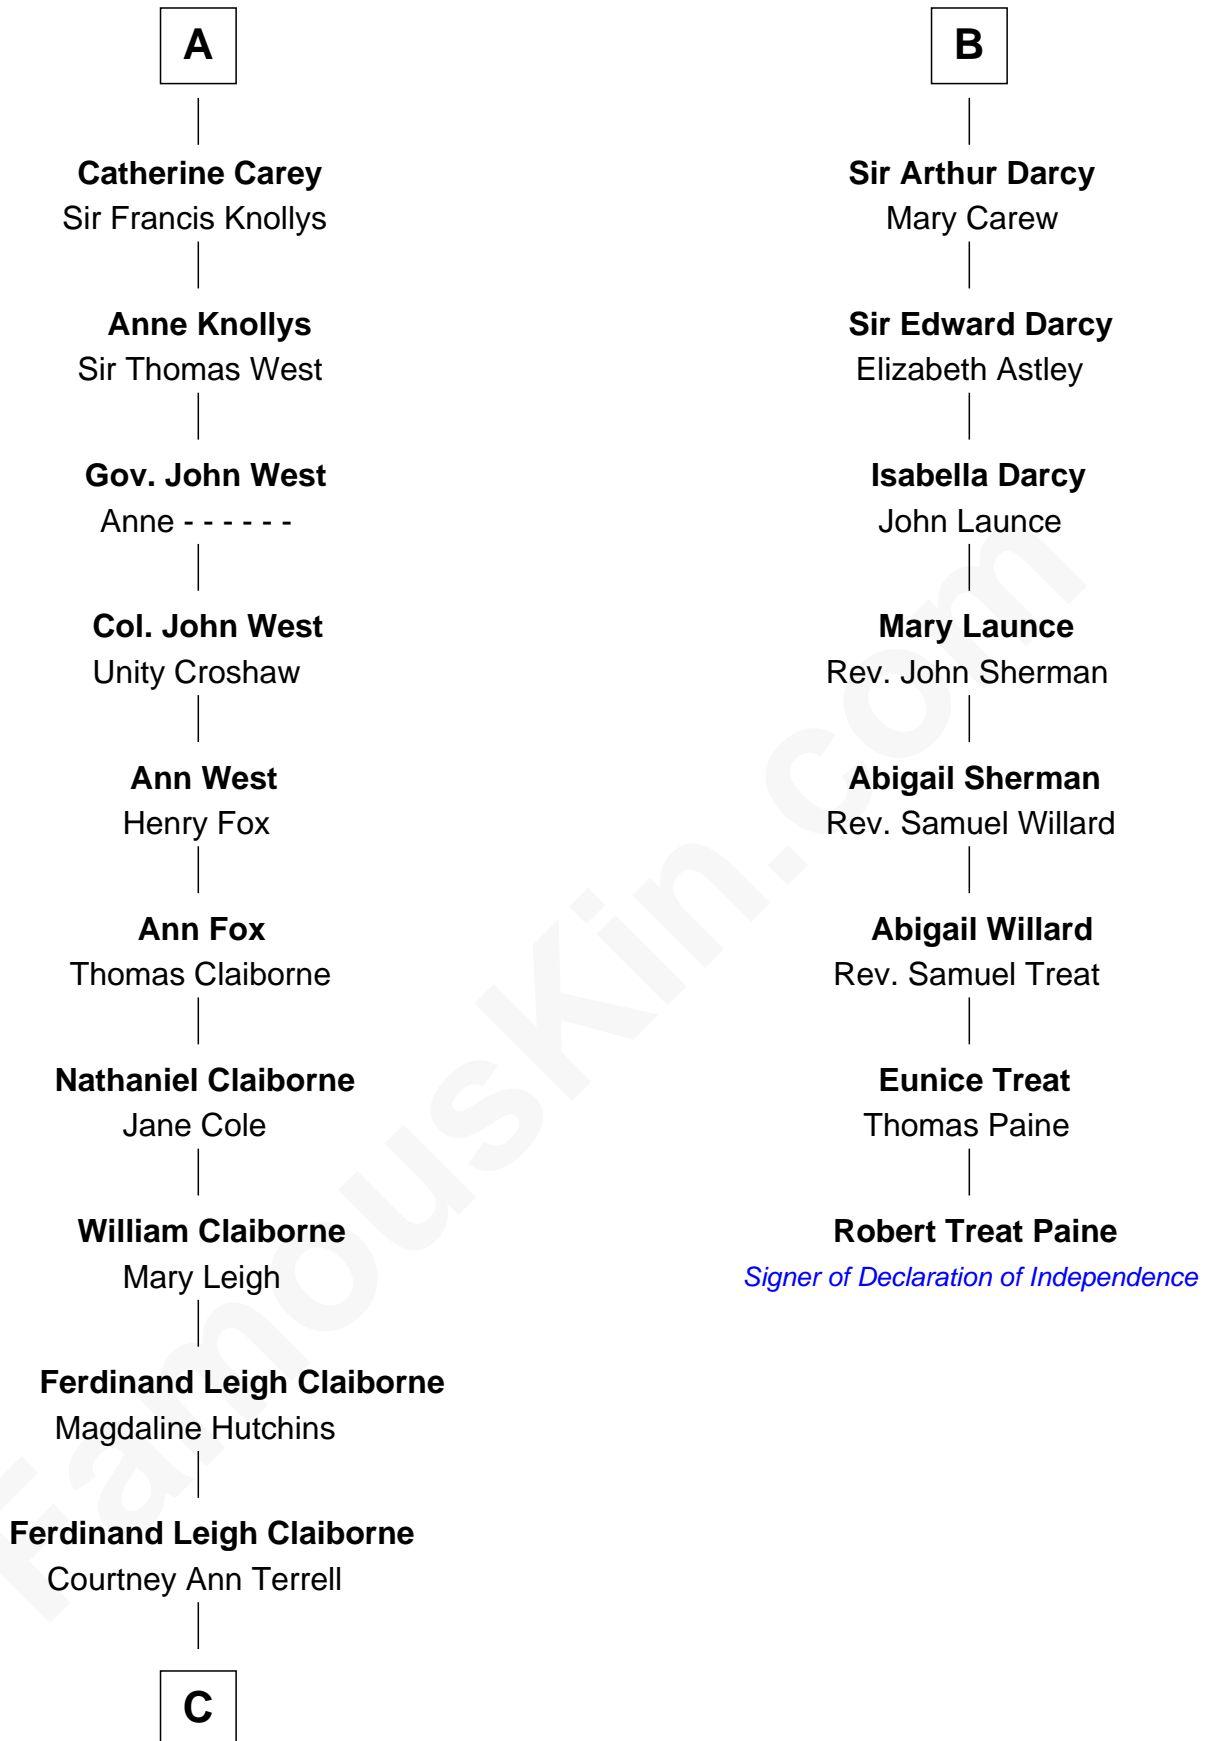 A
Catherine Carey
Sir Francis Knollys
Anne Knollys
Sir Thomas West
Gov. John West
Anne - - - - - -
Col. John West
Unity Croshaw
Ann West
Henry Fox
Ann Fox
Thomas Claiborne
Nathaniel Claiborne
Jane Cole
William Claiborne
Mary Leigh
Ferdinand Leigh Claiborne
Magdaline Hutchins
Ferdinand Leigh Claiborne
Courtney Ann Terrell
C
B
Sir Arthur Darcy
Mary Carew
Sir Edward Darcy
Elizabeth Astley
Isabella Darcy
John Launce
Mary Launce
Rev. John Sherman
Abigail Sherman
Rev. Samuel Willard
Abigail Willard
Rev. Samuel Treat
Eunice Treat
Thomas Paine
Robert Treat Paine
Signer of Declaration of Independence
FamousKin.com